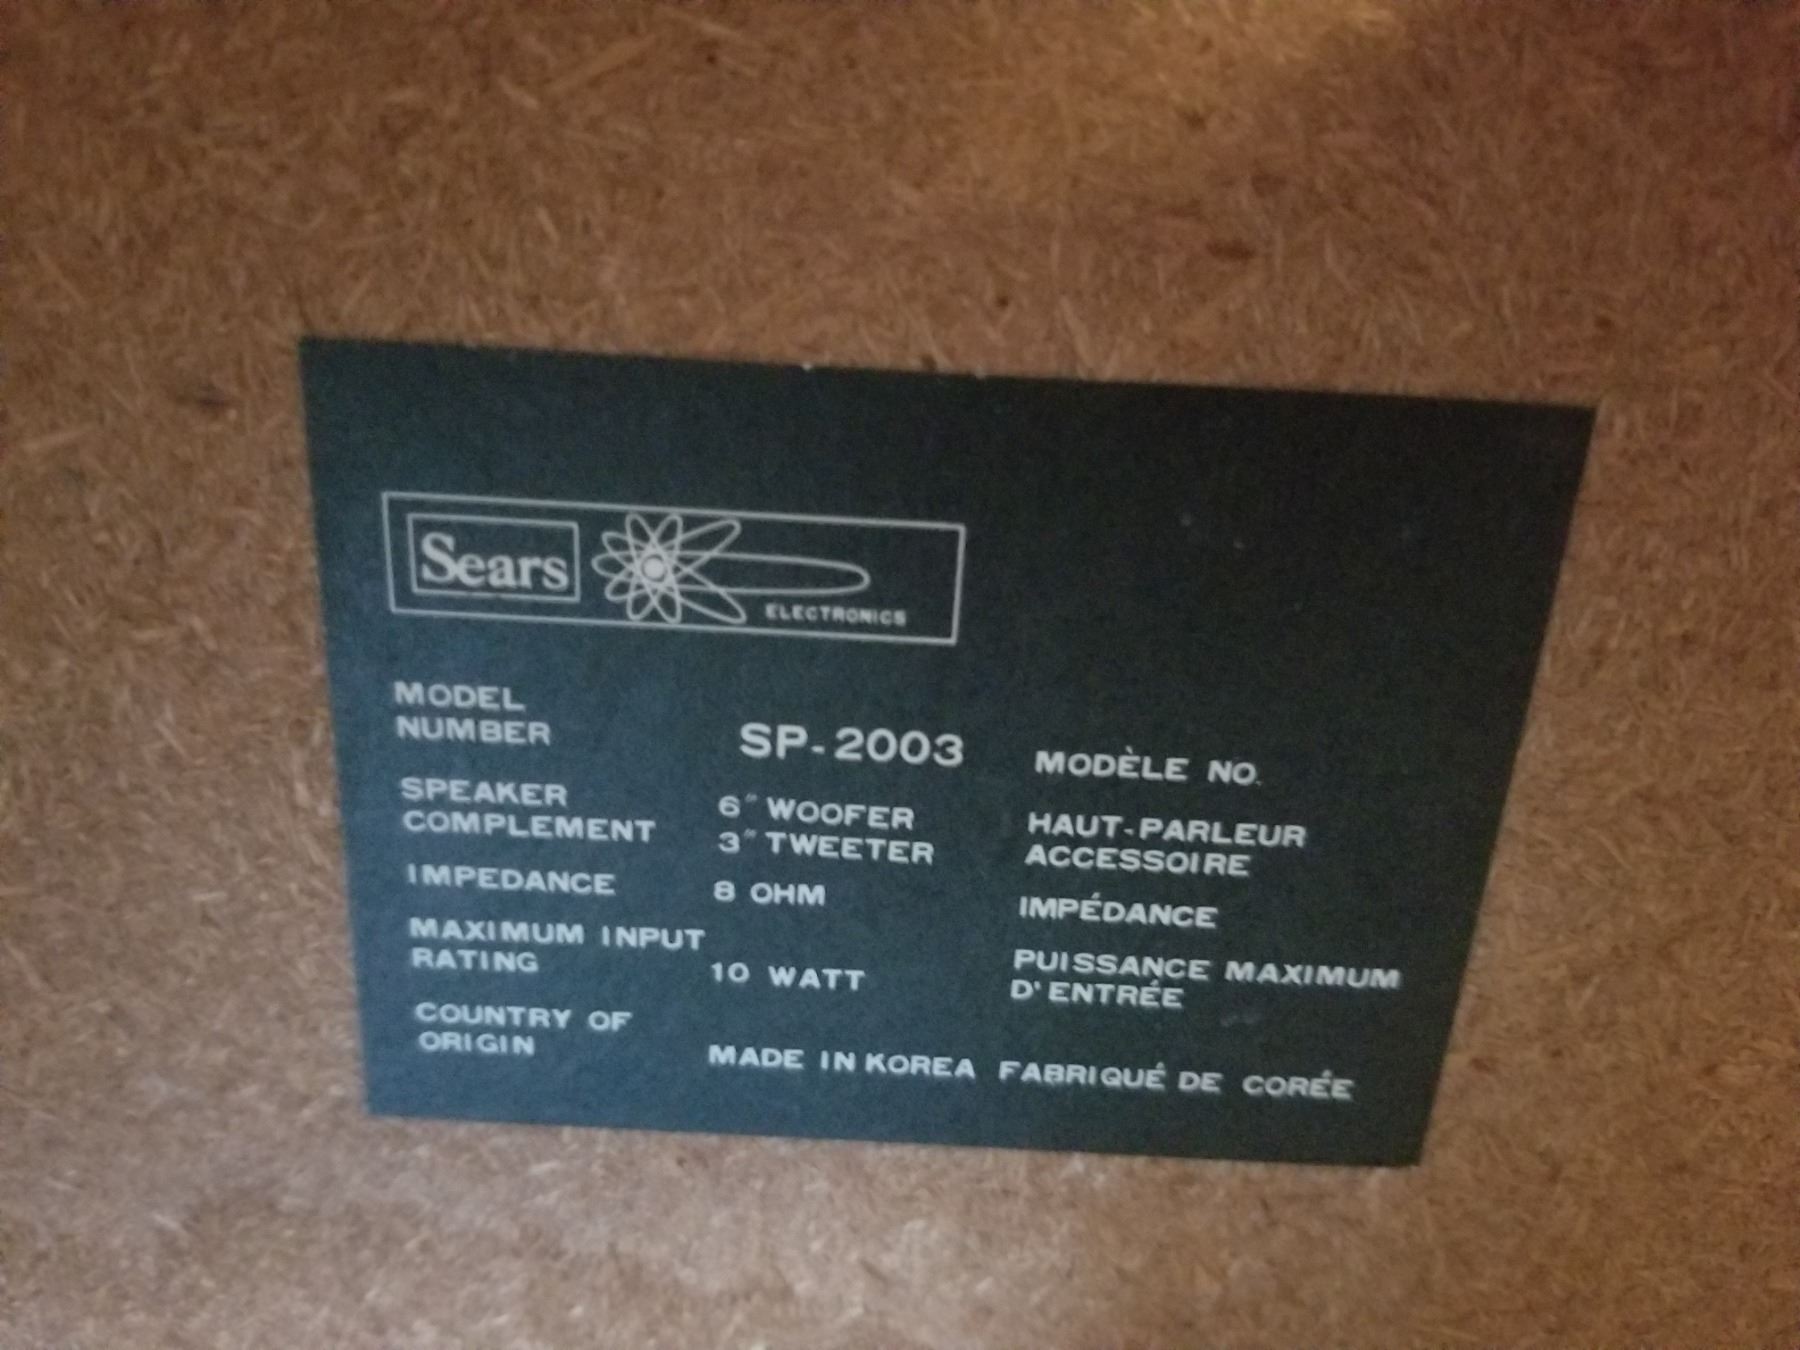 Sears
ELECTRONICS
MODEL
NUMBER
SP-2003
MODÈLE NO.
SPEAKER
COMPLEMENT
6" WOOFER
3" TWEETER
HAUT-PARLEUR
ACCESSOIRE
IMPEDANCE
8 OHM
IMPÉDANCE
MAXIMUM INPUT
RATING
10 WATT
PUISSANCE MAXIMUM
D'ENTRÉE
COUNTRY OF
ORIGIN
MADE IN KOREA FABRIQUÉ DE CORÉE